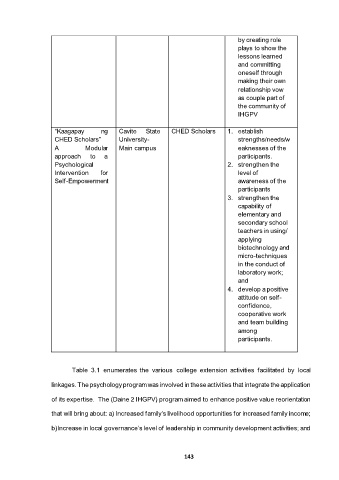 by creating role
plays to show the
lessons learned
and committing
oneself through
making their own
relationship vow
as couple part of
the community of
IHGPV
"Kaagapay ng
CHED Scholars"
A Modular
approach to a
Psychological
Intervention for
Self-Empowerment
Cavite State
University-
Main campus
CHED Scholars
1. establish
strengths/needs/w
eaknesses of the
participants.
2. strengthen the
level of
awareness of the
participants
3. strengthen the
capability of
elementary and
secondary school
teachers in using/
applying
biotechnology and
micro-techniques
in the conduct of
laboratory work;
and
4. develop a positive
attitude on self-
confidence,
cooperative work
and team building
among
participants.
Table 3.1 enumerates the various college extension activities facilitated by local
linkages. The psychology program was involved in these activities that integrate the application
of its expertise. The (Daine 2 IHGPV) program aimed to enhance positive value reorientation
that will bring about: a) Increased family's livelihood opportunities for increased family income;
b) Increase in local governance's level of leadership in community development activities; and
143